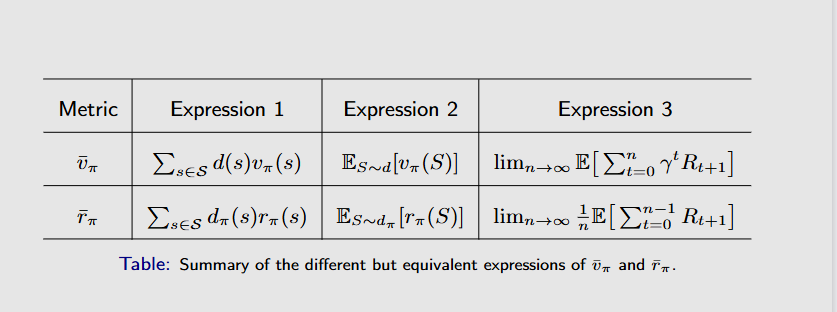 Metric Expression 1 Expression 2 Expression 3
v̄_π ∑_{s∈𝒮} d(s)v_π(s) 𝔼_{S∼d}[v_π(S)] lim_{n→∞} 𝔼[∑_{t=0}^{n} γ^t R_{t+1}]
r̄_π ∑_{s∈𝒮} d_π(s)r_π(s) 𝔼_{S∼d_π}[r_π(S)] lim_{n→∞} \frac{1}{n}𝔼[∑_{t=0}^{n−1} R_{t+1}]
Table: Summary of the different but equivalent expressions of v̄_π and r̄_π.